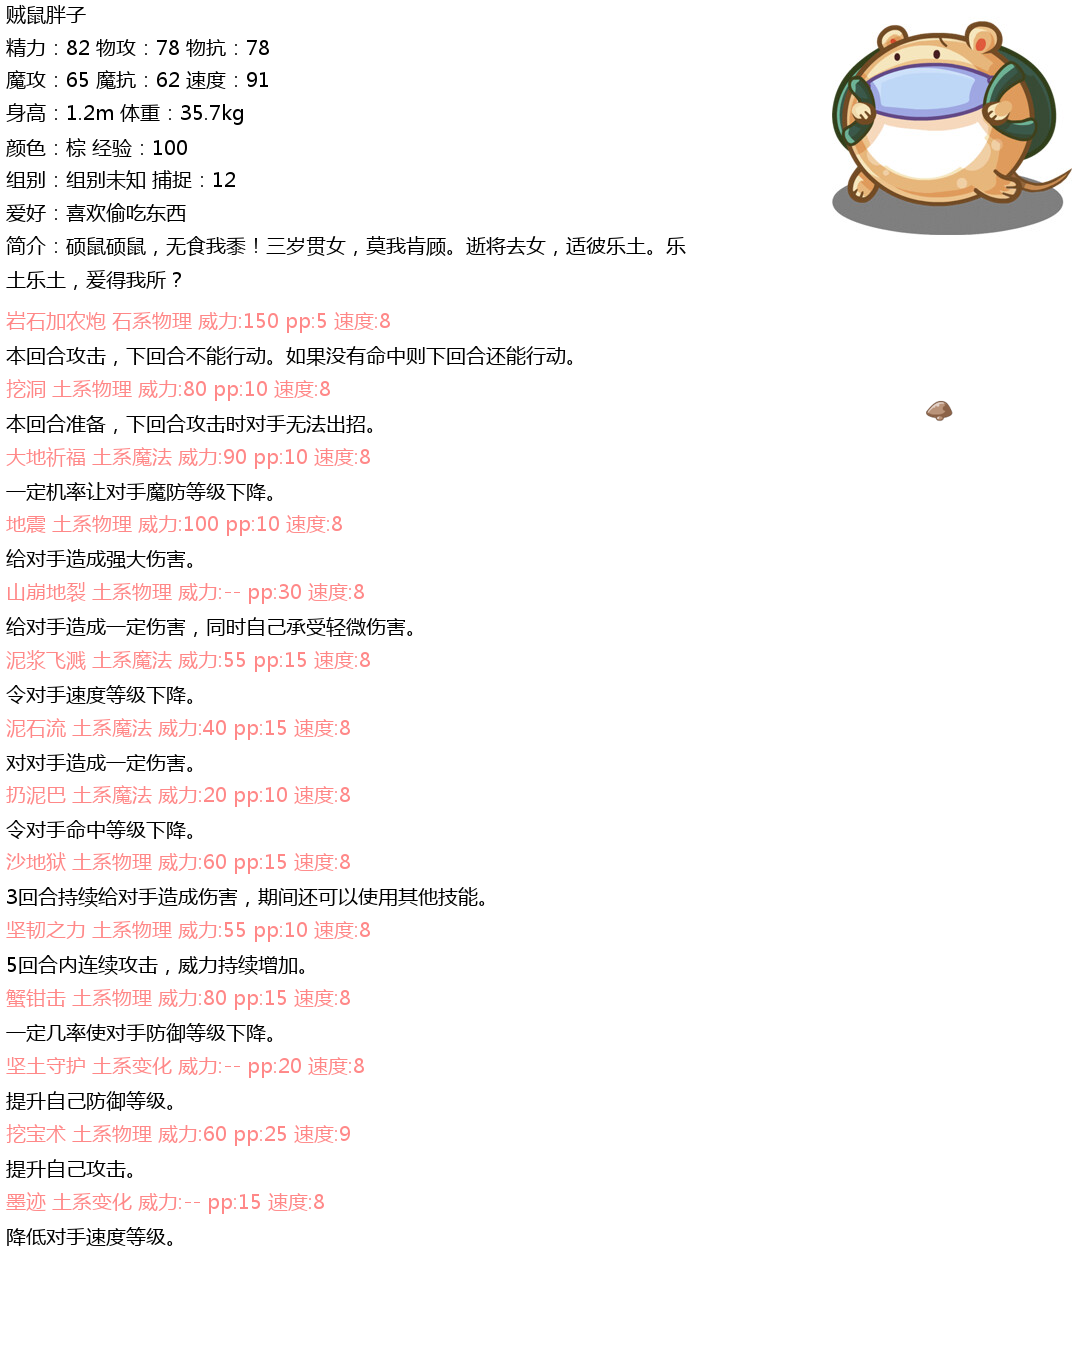 贼鼠胖子
精力：82 物攻：78 物抗：78
魔攻：65 魔抗：62 速度：91
身高：1.2m 体重：35.7kg
颜色：棕 经验：100
组别：组别未知 捕捉：12
爱好：喜欢偷吃东西
简介：硕鼠硕鼠，无食我黍！三岁贯女，莫我肯顾。逝将去女，适彼乐土。乐
土乐土，爰得我所？
岩石加农炮 石系物理 威力:150 pp:5 速度:8
本回合攻击，下回合不能行动。如果没有命中则下回合还能行动。
挖洞 土系物理 威力:80 pp:10 速度:8
本回合准备，下回合攻击时对手无法出招。
大地祈福 土系魔法 威力:90 pp:10 速度:8
一定机率让对手魔防等级下降。
地震 土系物理 威力:100 pp:10 速度:8
给对手造成强大伤害。
山崩地裂 土系物理 威力:-- pp:30 速度:8
给对手造成一定伤害，同时自己承受轻微伤害。
泥浆飞溅 土系魔法 威力:55 pp:15 速度:8
令对手速度等级下降。
泥石流 土系魔法 威力:40 pp:15 速度:8
对对手造成一定伤害。
扔泥巴 土系魔法 威力:20 pp:10 速度:8
令对手命中等级下降。
沙地狱 土系物理 威力:60 pp:15 速度:8
3回合持续给对手造成伤害，期间还可以使用其他技能。
坚韧之力 土系物理 威力:55 pp:10 速度:8
5回合内连续攻击，威力持续增加。
蟹钳击 土系物理 威力:80 pp:15 速度:8
一定几率使对手防御等级下降。
坚土守护 土系变化 威力:-- pp:20 速度:8
提升自己防御等级。
挖宝术 土系物理 威力:60 pp:25 速度:9
提升自己攻击。
墨迹 土系变化 威力:-- pp:15 速度:8
降低对手速度等级。